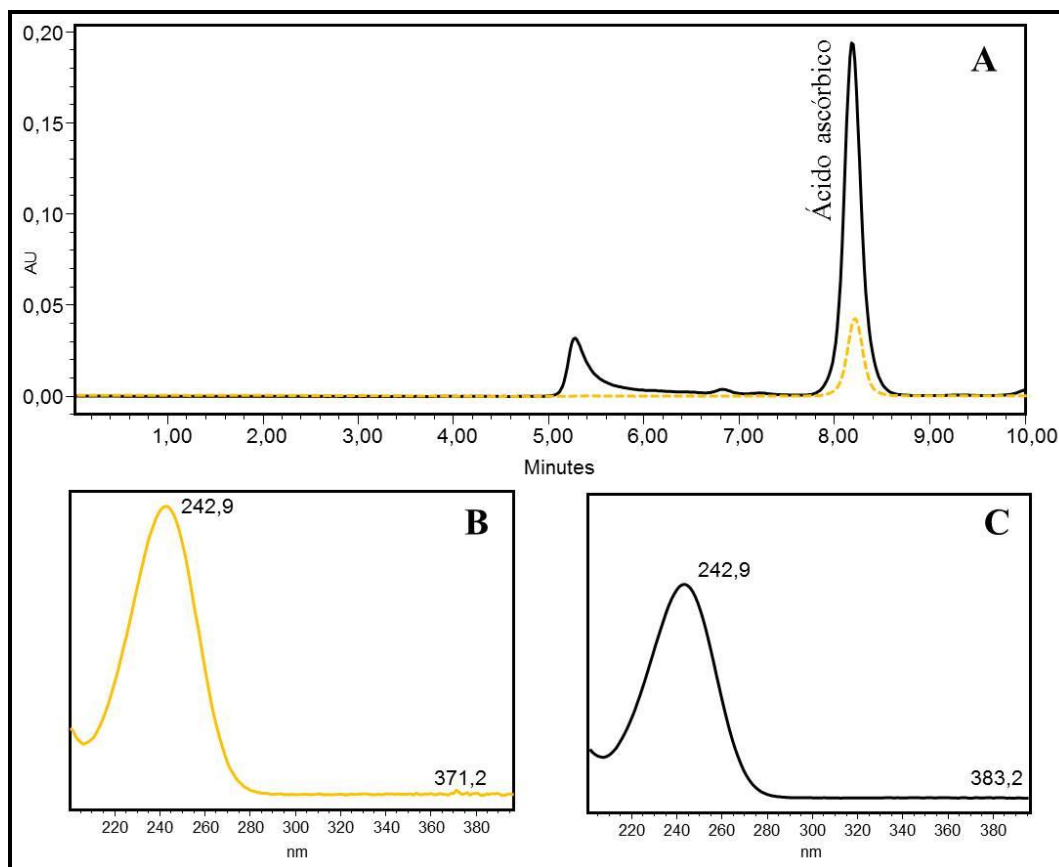 A
Ácido ascórbico
AU
0,20
0,15
0,10
0,05
0,00
1,00 2,00 3,00 4,00 5,00 6,00 7,00 8,00 9,00 10,00
Minutes
B
242,9
371,2
220 240 260 280 300 320 340 360 380
nm
C
242,9
383,2
220 240 260 280 300 320 340 360 380
nm